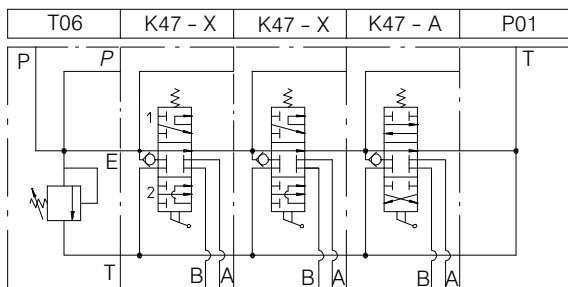 T06 K47 - X K47 - X K47 - A P01
P P T
1
E
2
T B A B A B A